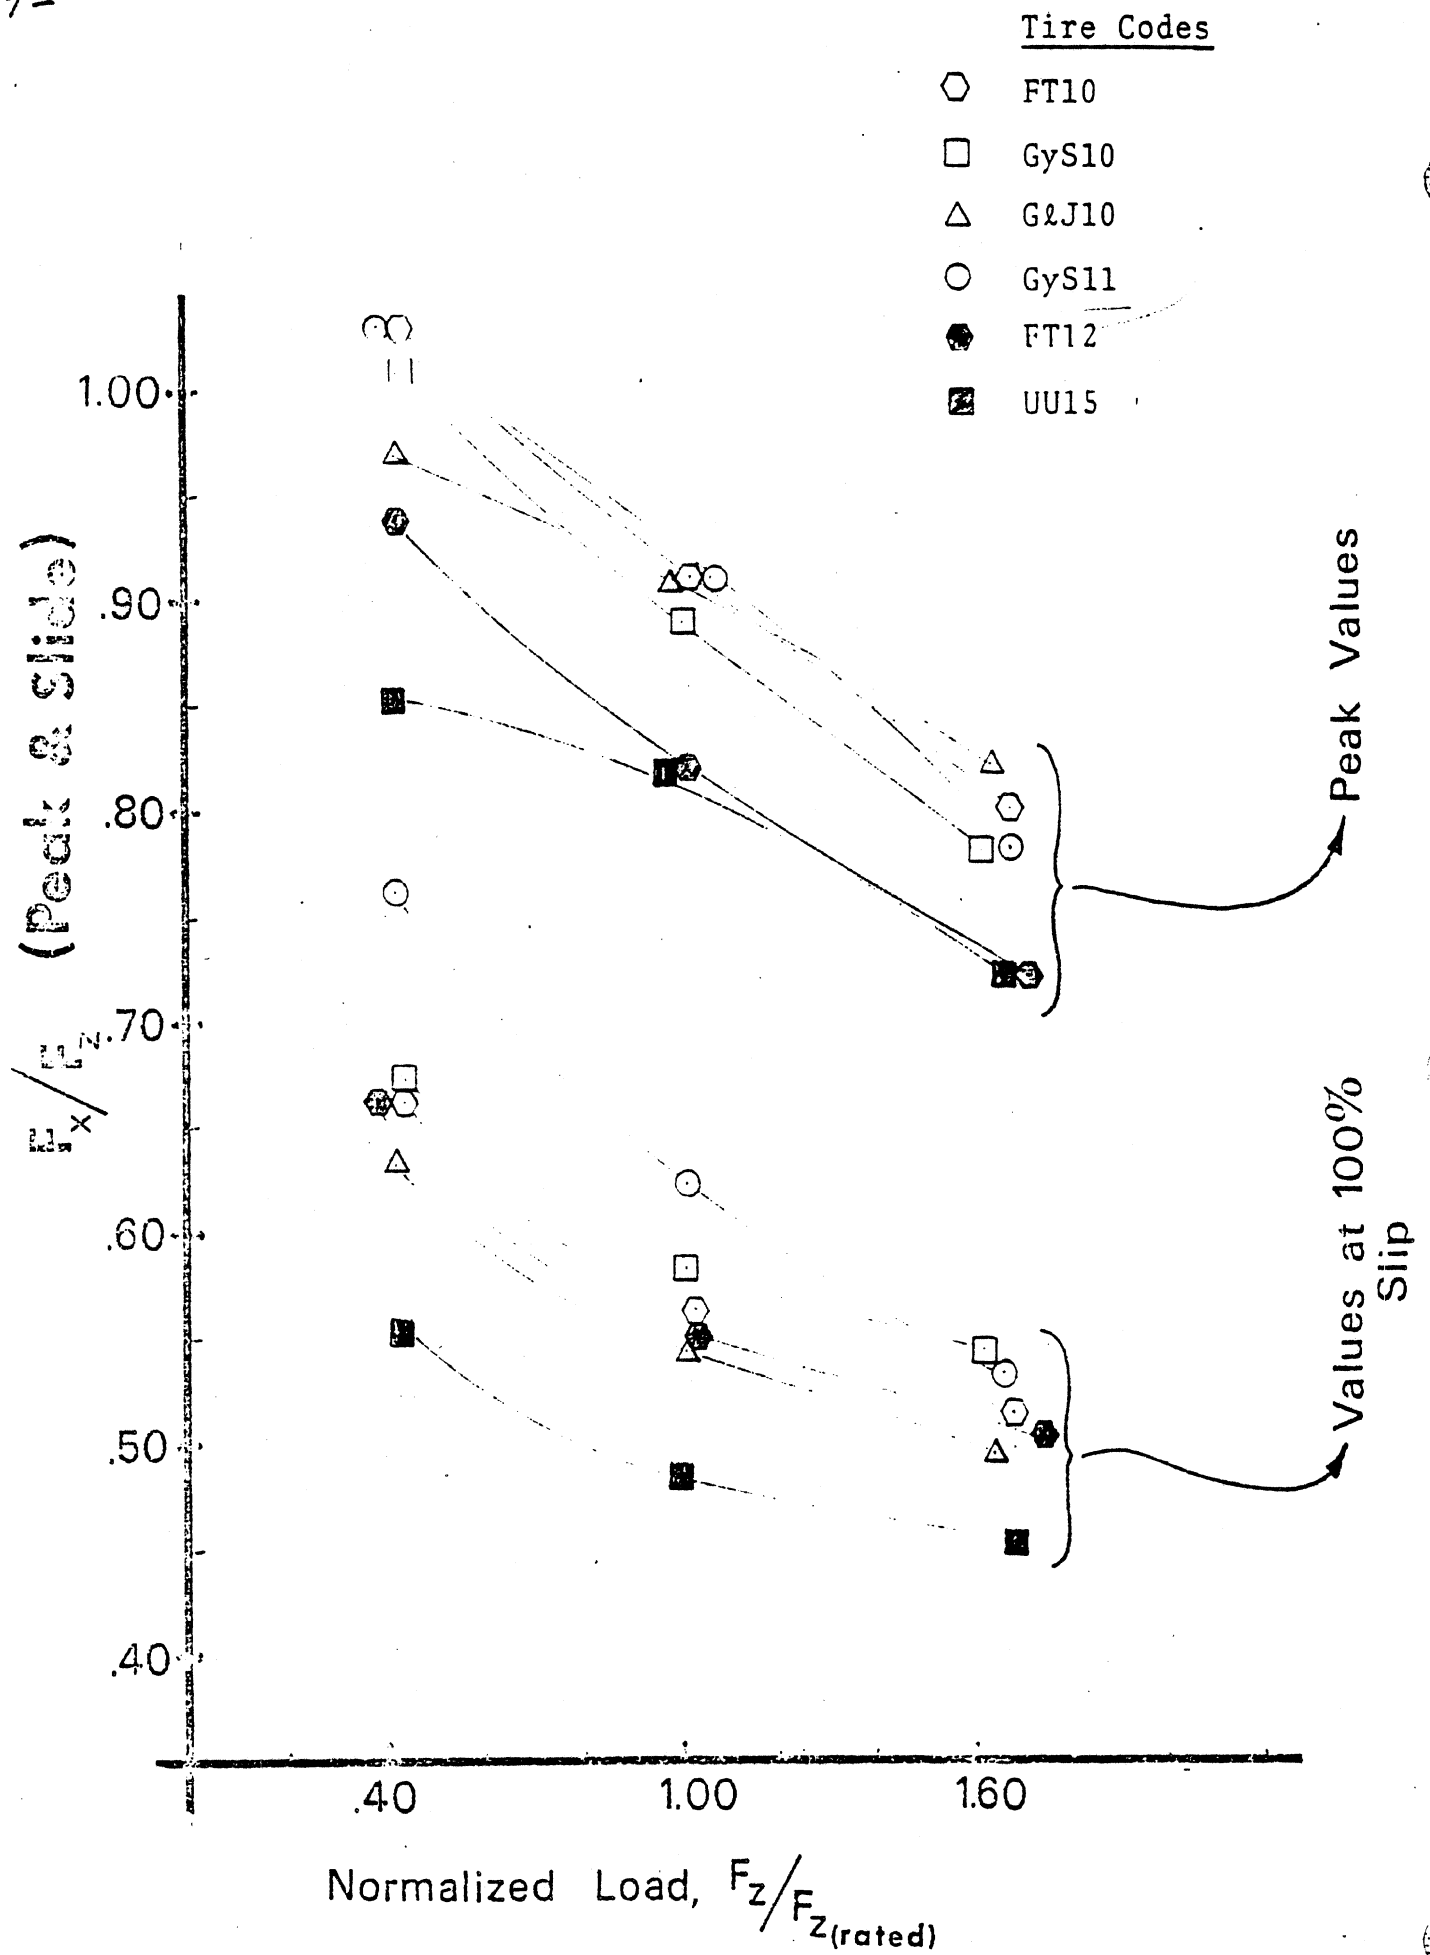 Tire Codes
FT10
GyS10
GℓJ10
GyS11
FT12
UU15
1.00
.90
.80
.70
.60
.50
.40
Fx/Fz (Peak & Slide)
Peak Values
Values at 100%
Slip
.40 1.00 1.60
Normalized Load, Fz/Fz(rated)